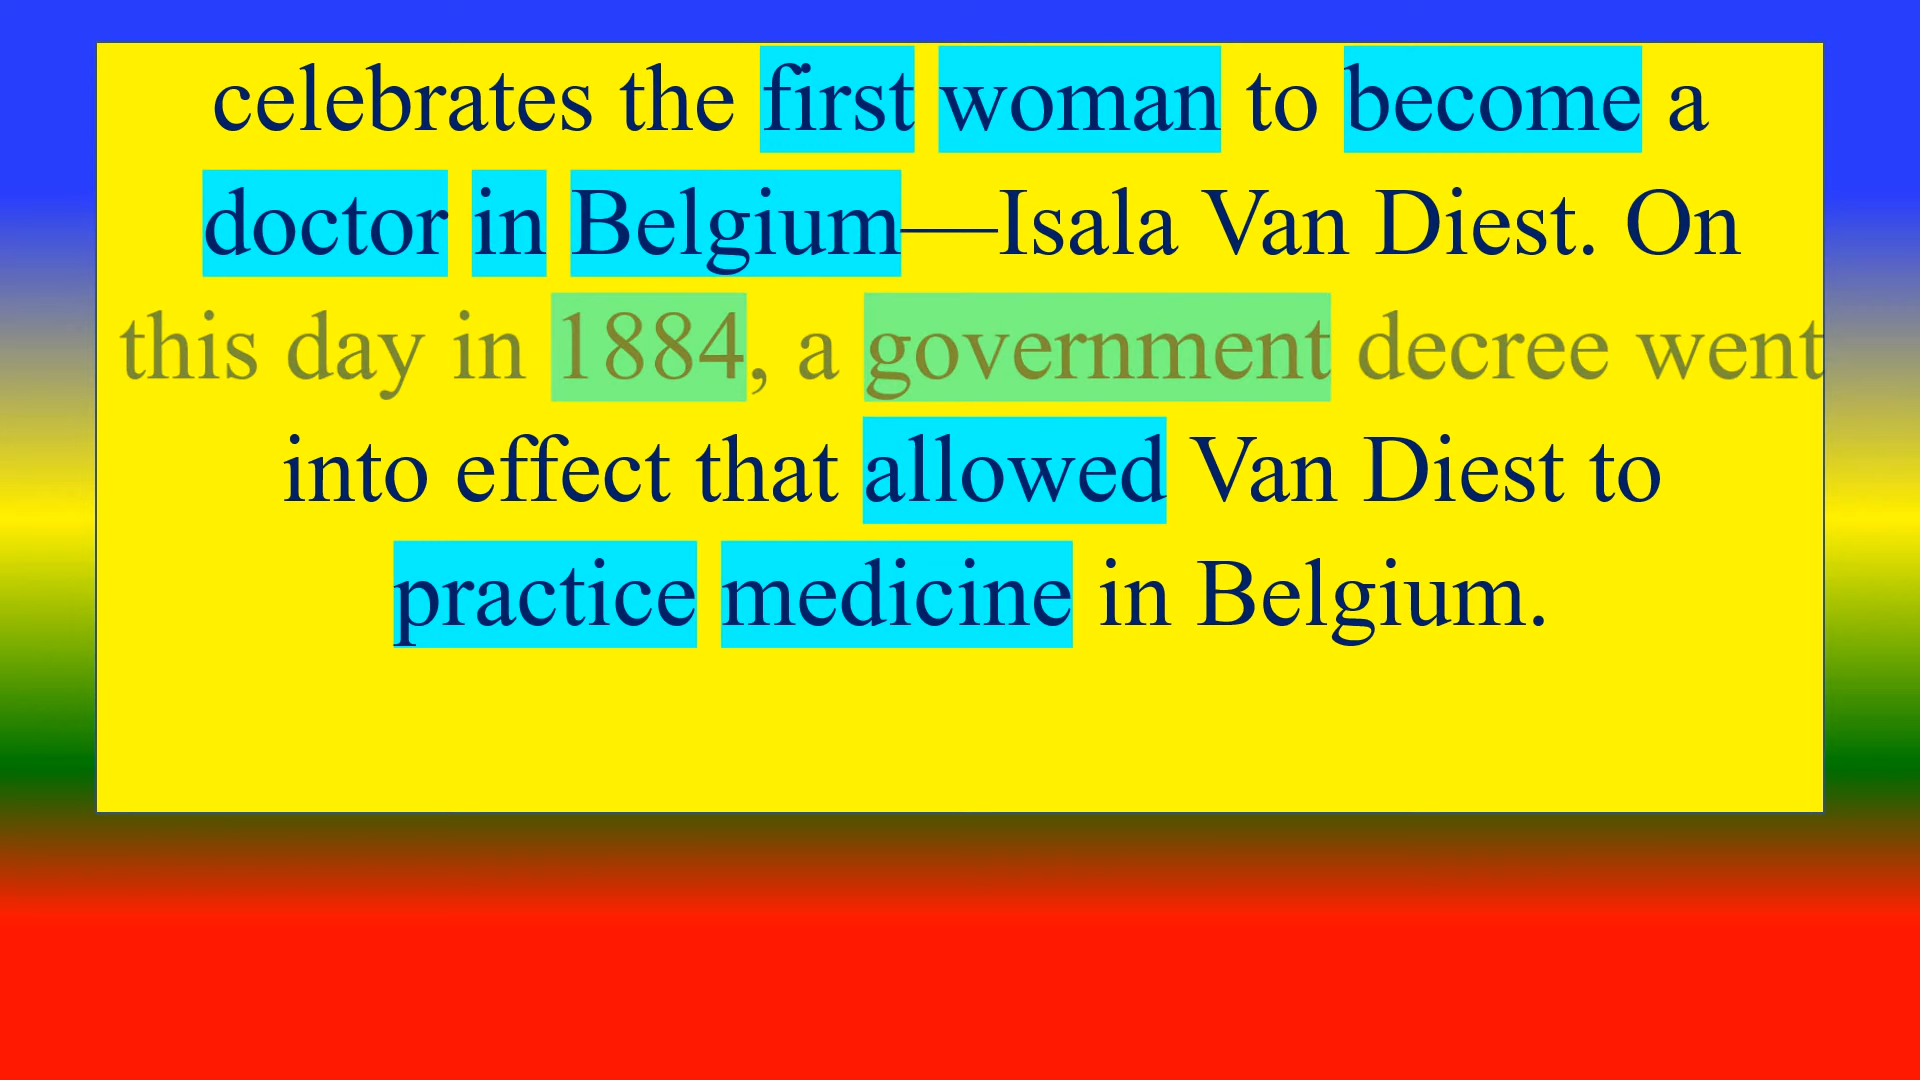 celebrates the first woman to become a
doctor in Belgium—Isala Van Diest. On
this day in 1884, a government decree went
into effect that allowed Van Diest to
practice medicine in Belgium.